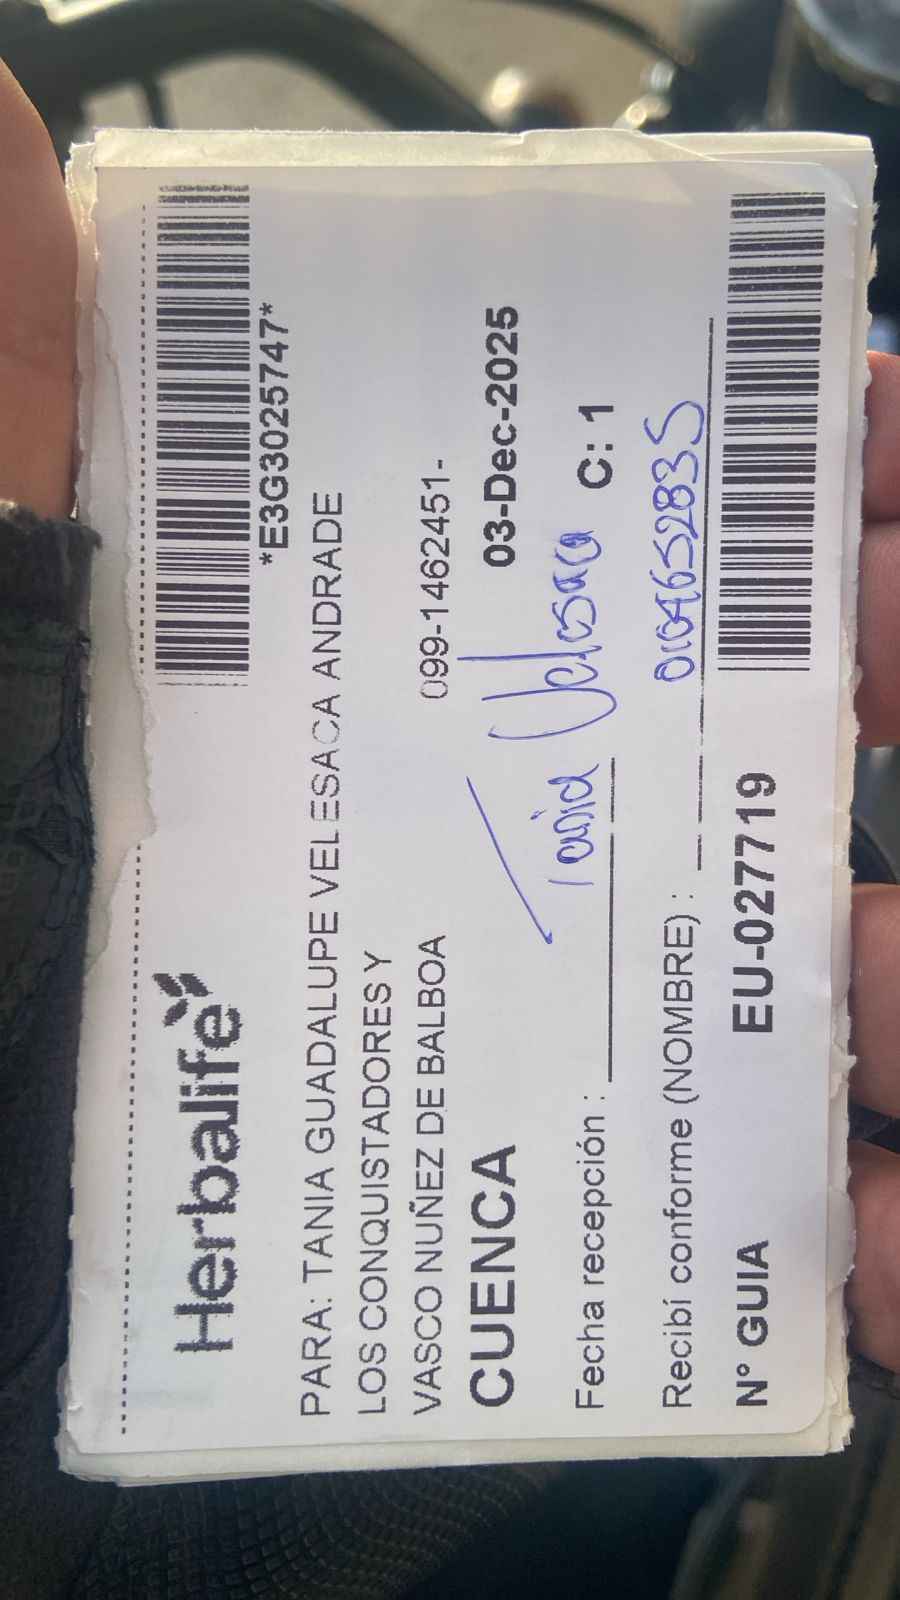 Herbalife
*E3G3025747*
PARA: TANIA GUADALUPE VELESACA ANDRADE
LOS CONQUISTADORES Y
VASCO NUÑEZ DE BALBOA
099-1462451-
CUENCA
03-Dec-2025
Tania Velesaca
Fecha recepción :
C: 1
Recibí conforme (NOMBRE) :
N° GUIA
EU-027719